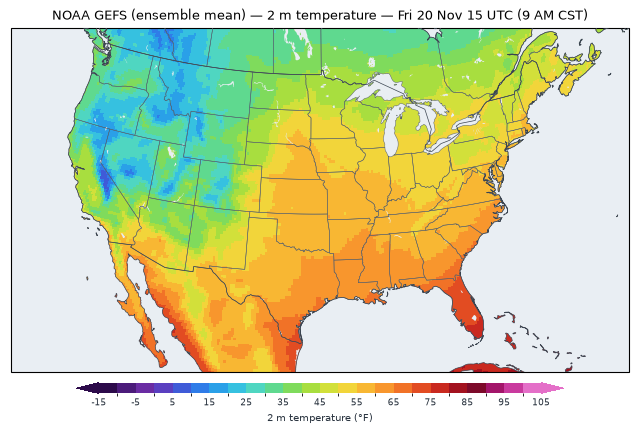 NOAA GEFS (ensemble mean) — 2 m temperature — Fri 20 Nov 15 UTC (9 AM CST)
-15 -5 5 15 25 35 45 55 65 75 85 95 105
2 m temperature (°F)